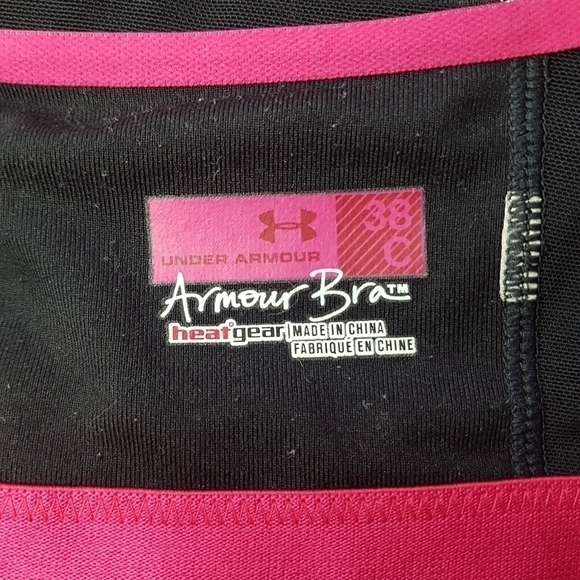 38
C
UNDER ARMOUR
Armour Bra™
heatgear
MADE IN CHINA
FABRIQUÉ EN CHINE